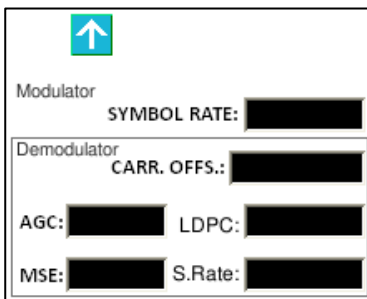 Modulator
SYMBOL RATE:
Demodulator
CARR. OFFS.:
AGC: LDPC:
MSE: S.Rate: